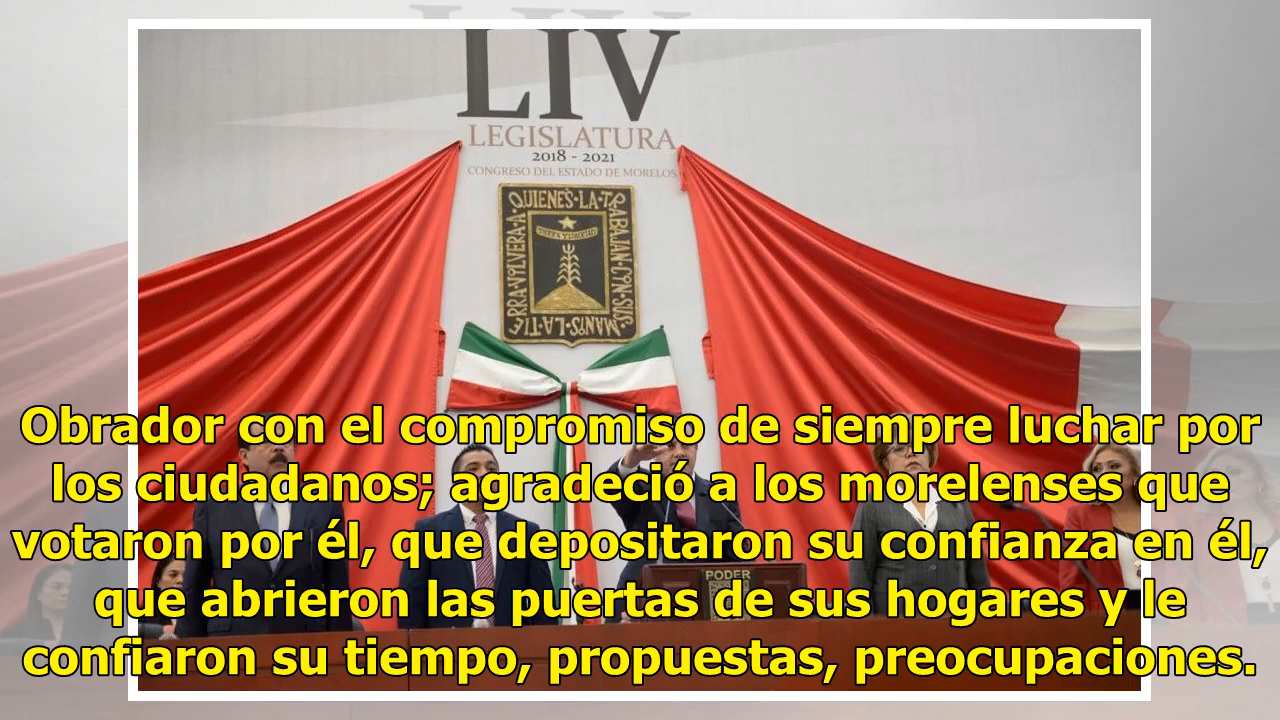 LIV
LEGISLATURA
2018 - 2021
CONGRESO DEL ESTADO DE MORELOS
LA·TIERRA·VOLVERA·A·QUIENES·LA·TRABAJAN·CON·SUS·MANOS
TIERRA Y LIBERTAD
Obrador con el compromiso de siempre luchar por
los ciudadanos; agradeció a los morelenses que
votaron por él, que depositaron su confianza en él,
que abrieron las puertas de sus hogares y le
confiaron su tiempo, propuestas, preocupaciones.
PODER